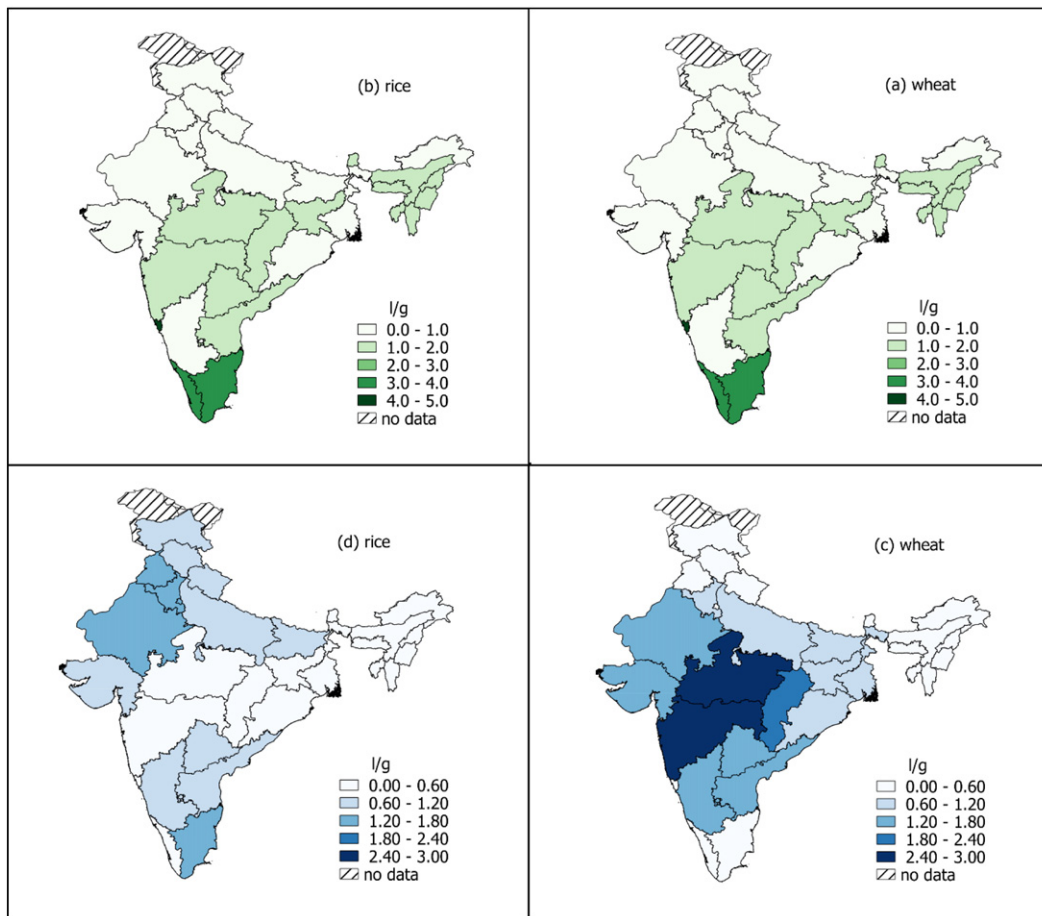 (b) rice
l/g
0.0 - 1.0
1.0 - 2.0
2.0 - 3.0
3.0 - 4.0
4.0 - 5.0
no data
(a) wheat
l/g
0.0 - 1.0
1.0 - 2.0
2.0 - 3.0
3.0 - 4.0
4.0 - 5.0
no data
(d) rice
l/g
0.00 - 0.60
0.60 - 1.20
1.20 - 1.80
1.80 - 2.40
2.40 - 3.00
no data
(c) wheat
l/g
0.00 - 0.60
0.60 - 1.20
1.20 - 1.80
1.80 - 2.40
2.40 - 3.00
no data